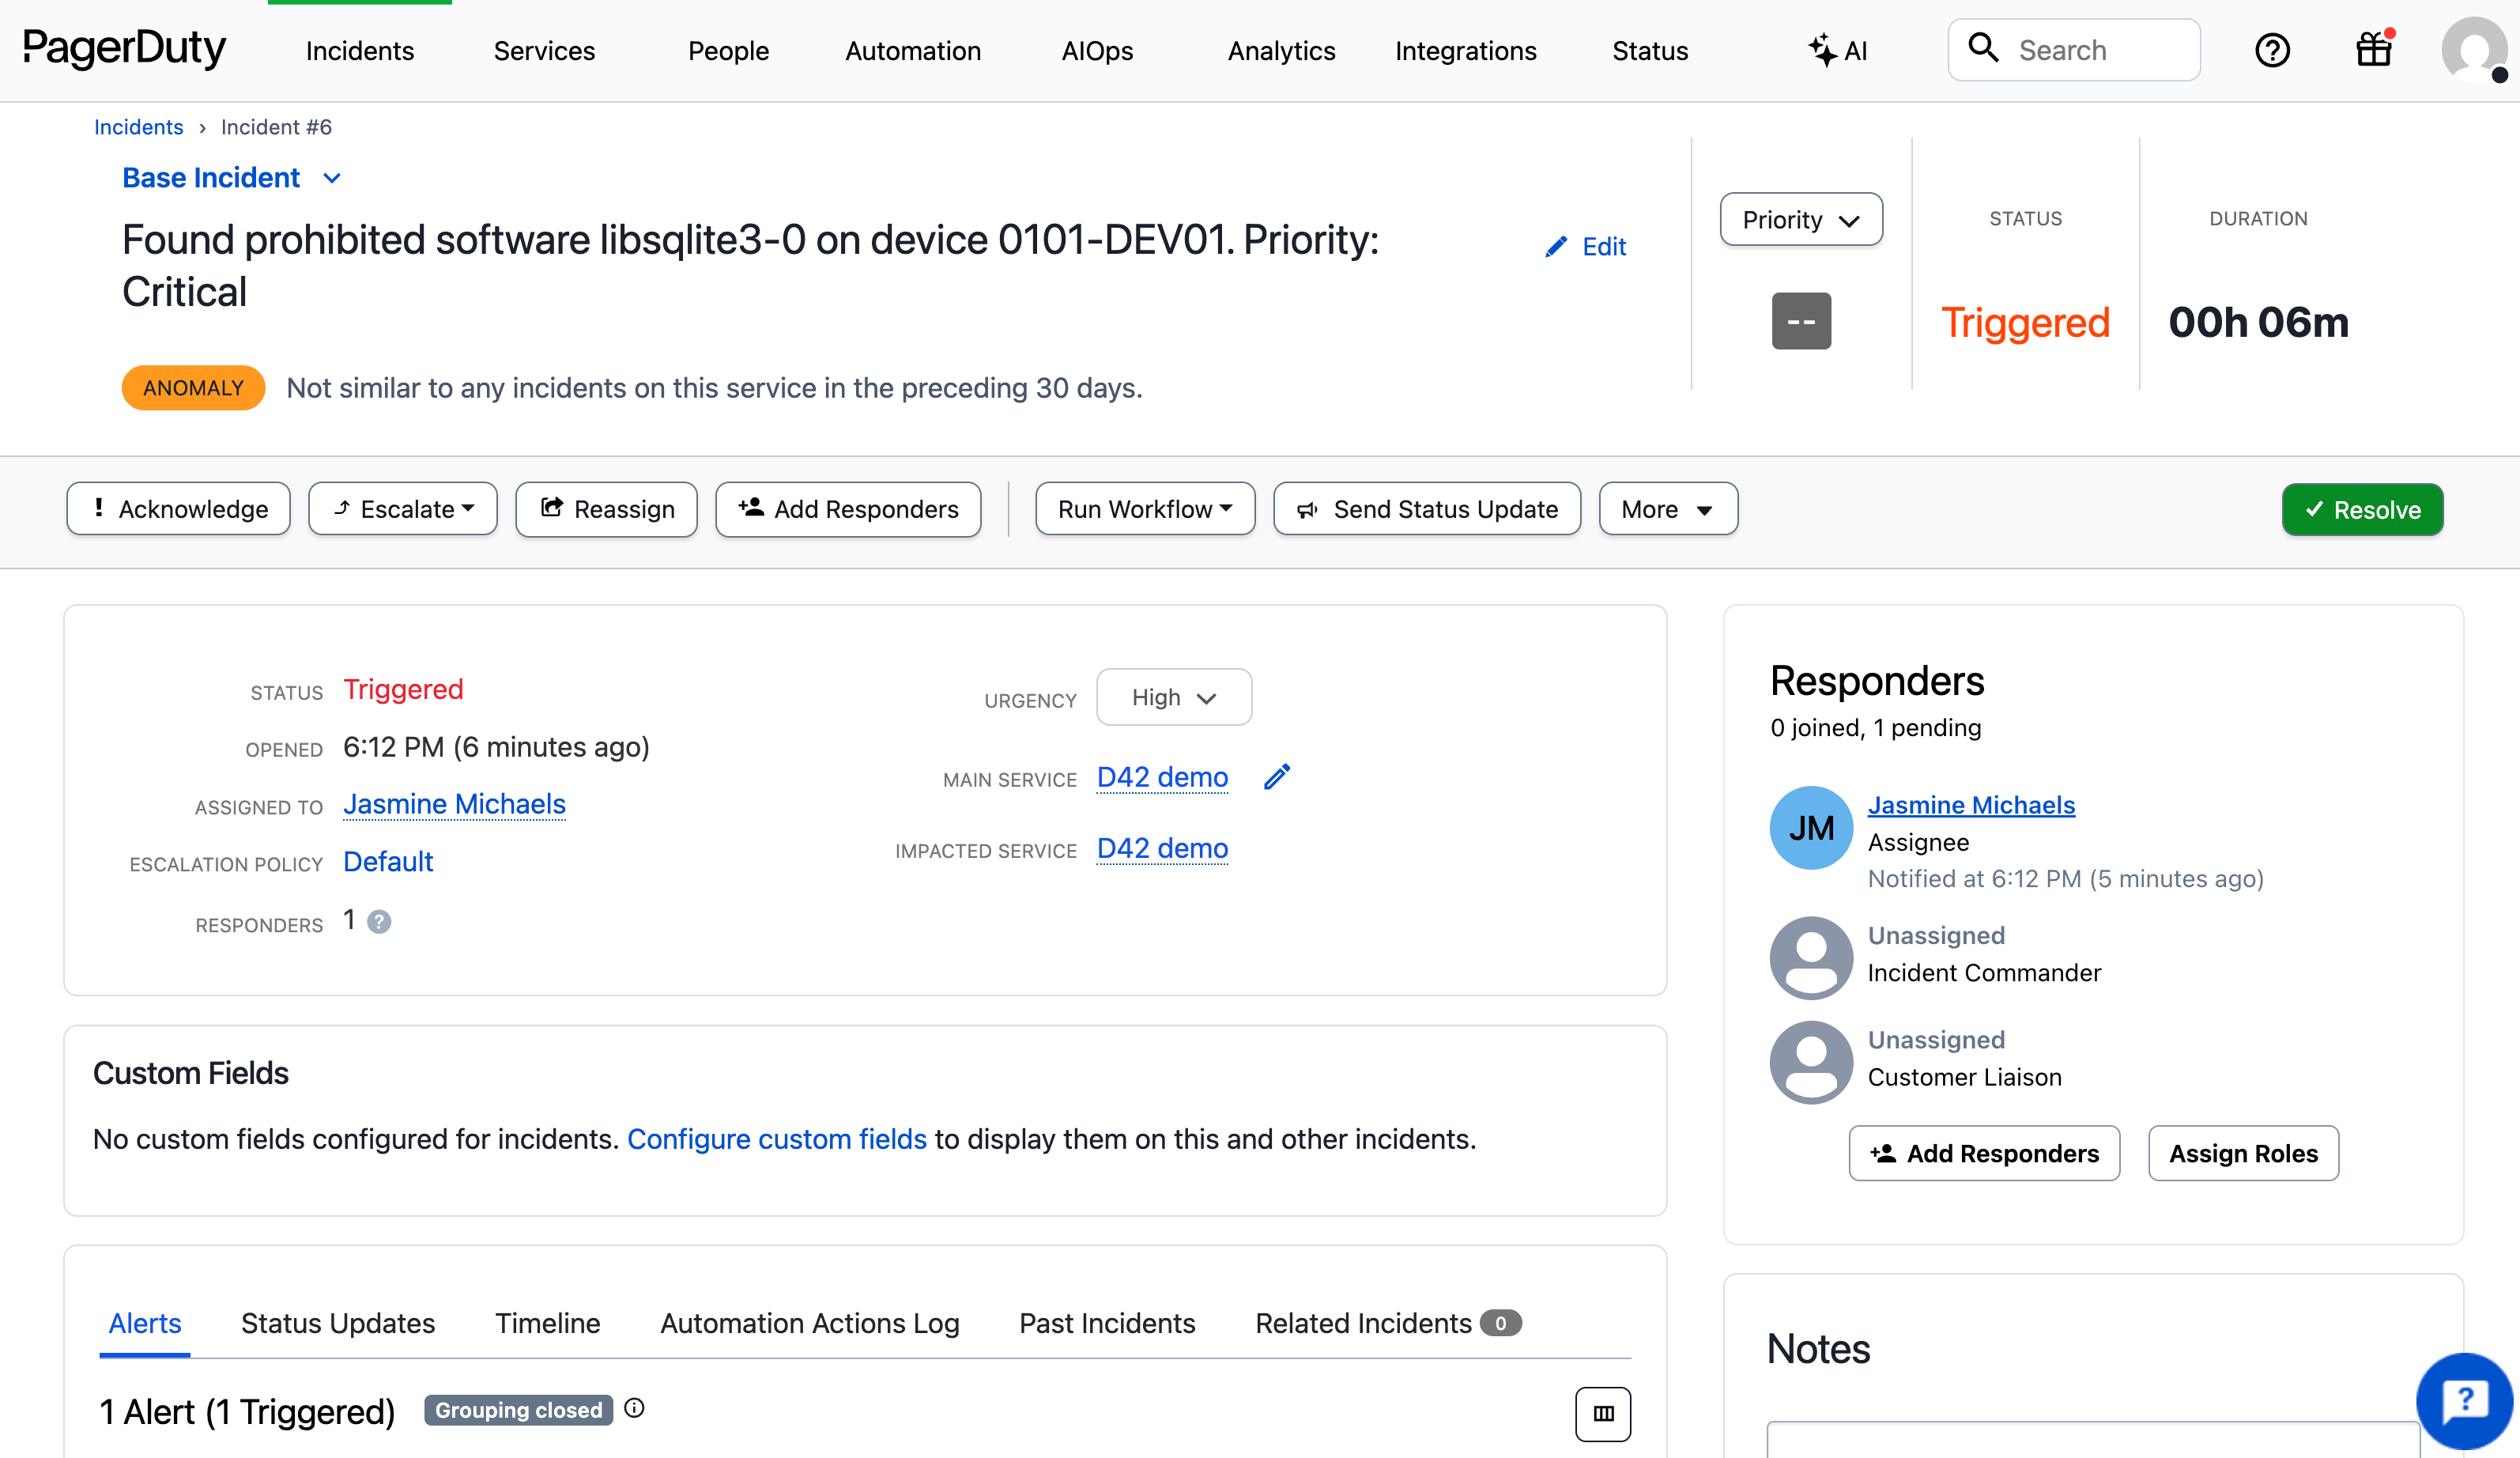 PagerDuty
Incidents Services People Automation AIOps Analytics Integrations Status AI Search
Incidents › Incident #6
Base Incident
Found prohibited software libsqlite3-0 on device 0101-DEV01. Priority:
Critical
Edit
Priority
--
STATUS
Triggered
DURATION
00h 06m
ANOMALY Not similar to any incidents on this service in the preceding 30 days.
Acknowledge Escalate Reassign Add Responders Run Workflow Send Status Update More Resolve
STATUS Triggered
OPENED 6:12 PM (6 minutes ago)
ASSIGNED TO Jasmine Michaels
ESCALATION POLICY Default
RESPONDERS 1 ?
URGENCY High
MAIN SERVICE D42 demo
IMPACTED SERVICE D42 demo
Custom Fields
No custom fields configured for incidents. Configure custom fields to display them on this and other incidents.
Alerts Status Updates Timeline Automation Actions Log Past Incidents Related Incidents 0
1 Alert (1 Triggered) Grouping closed
Responders
0 joined, 1 pending
JM
Jasmine Michaels
Assignee
Notified at 6:12 PM (5 minutes ago)
Unassigned
Incident Commander
Unassigned
Customer Liaison
Add Responders Assign Roles
Notes